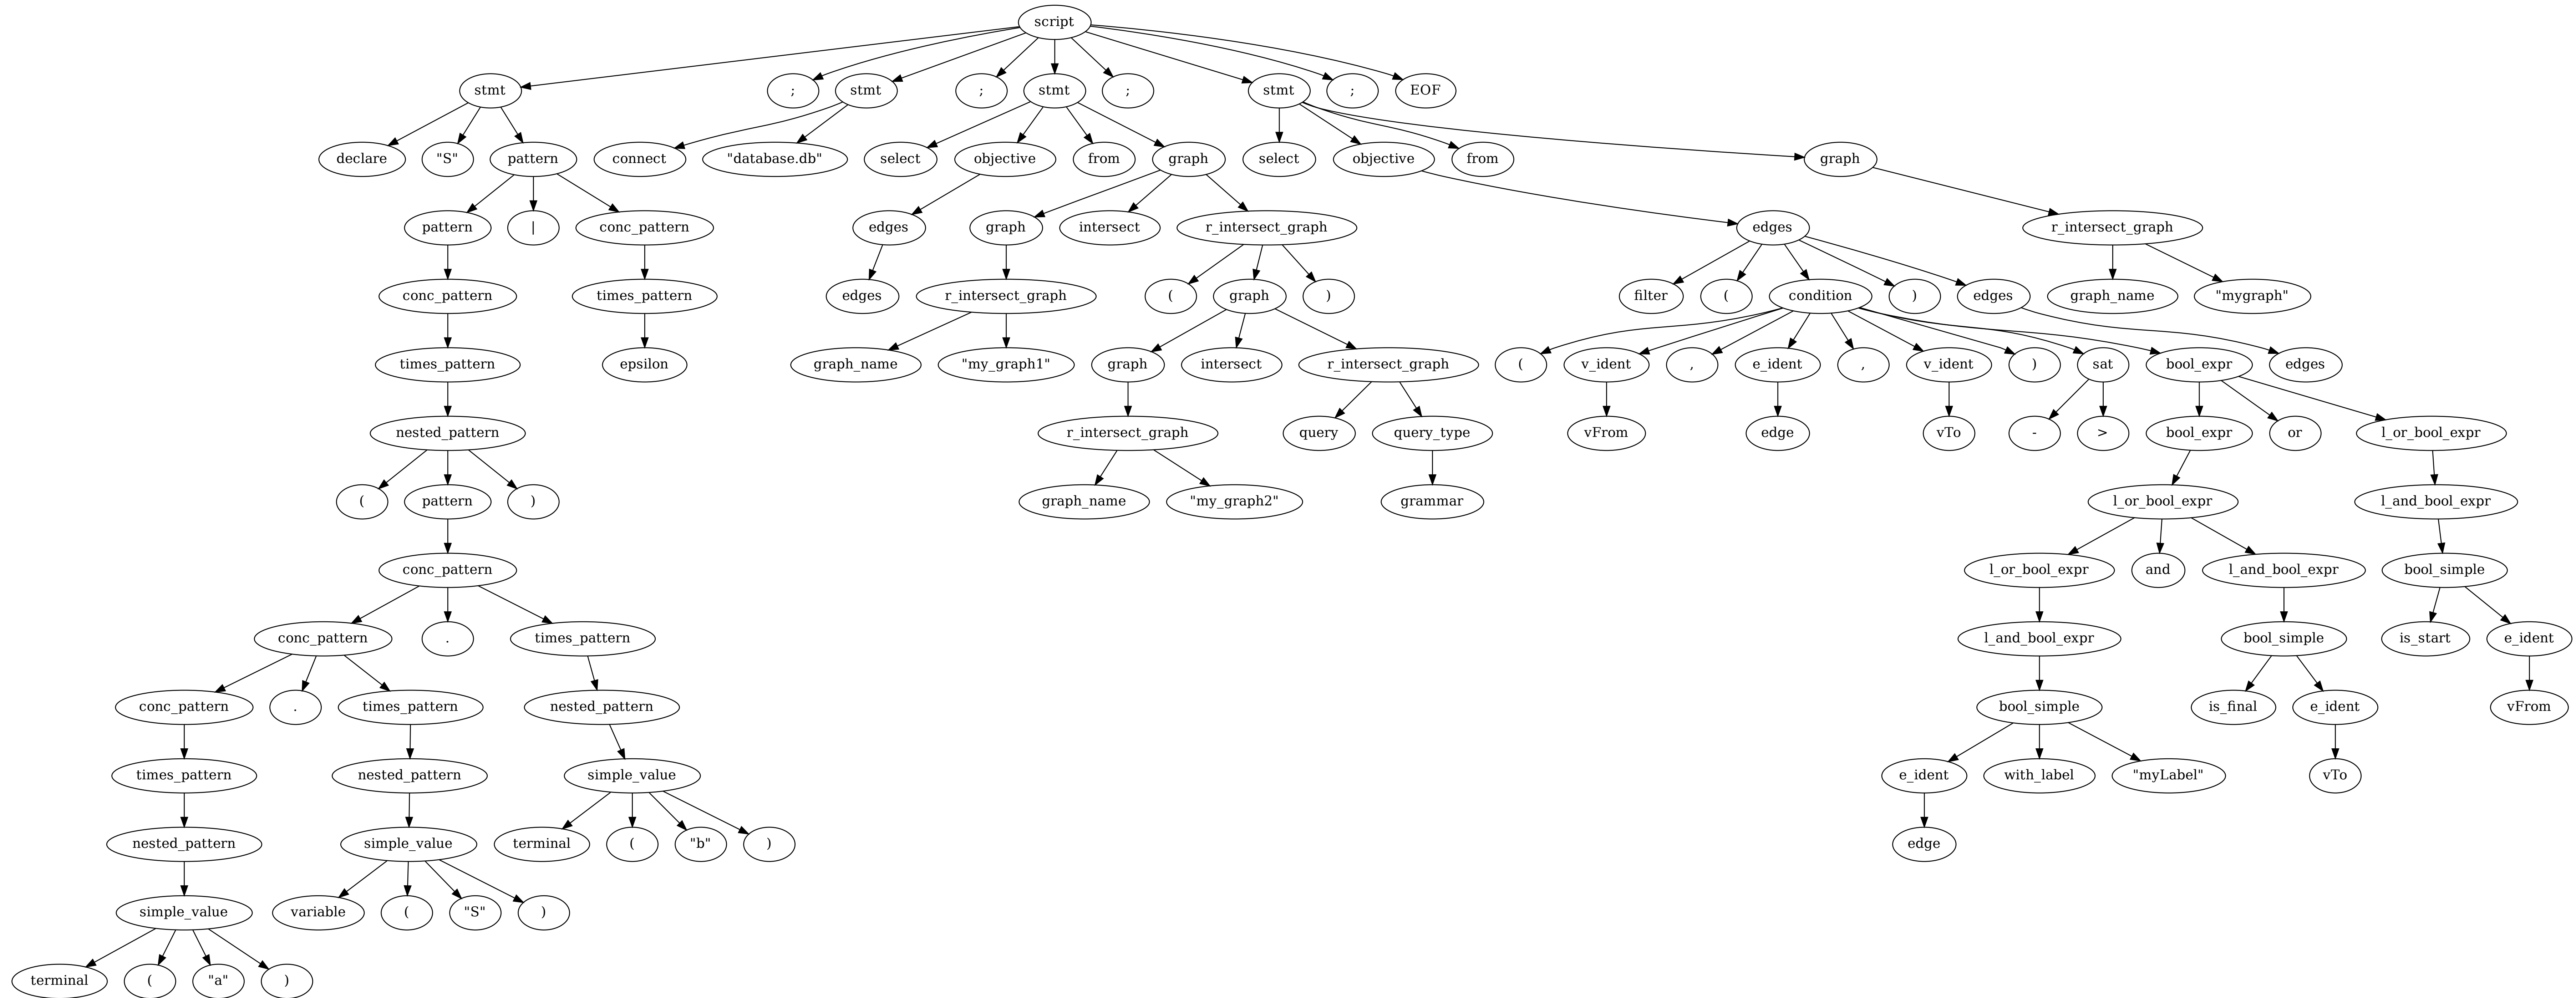 script
stmt ; stmt ; stmt ; stmt ; EOF
declare "S" pattern connect "database.db" select objective from graph select objective from graph
pattern | conc_pattern edges graph intersect r_intersect_graph edges r_intersect_graph
conc_pattern times_pattern edges r_intersect_graph ( graph ) filter ( condition ) edges graph_name "mygraph"
times_pattern epsilon graph_name "my_graph1" graph intersect r_intersect_graph ( v_ident , e_ident , v_ident ) sat bool_expr edges
nested_pattern r_intersect_graph query query_type vFrom edge vTo - > bool_expr or l_or_bool_expr
( pattern ) graph_name "my_graph2" grammar l_or_bool_expr l_and_bool_expr
conc_pattern l_or_bool_expr and l_and_bool_expr bool_simple
conc_pattern . times_pattern l_and_bool_expr bool_simple is_start e_ident
conc_pattern . times_pattern nested_pattern bool_simple is_final e_ident vFrom
times_pattern nested_pattern simple_value e_ident with_label "myLabel" vTo
nested_pattern simple_value terminal ( "b" ) edge
simple_value variable ( "S" )
terminal ( "a" )